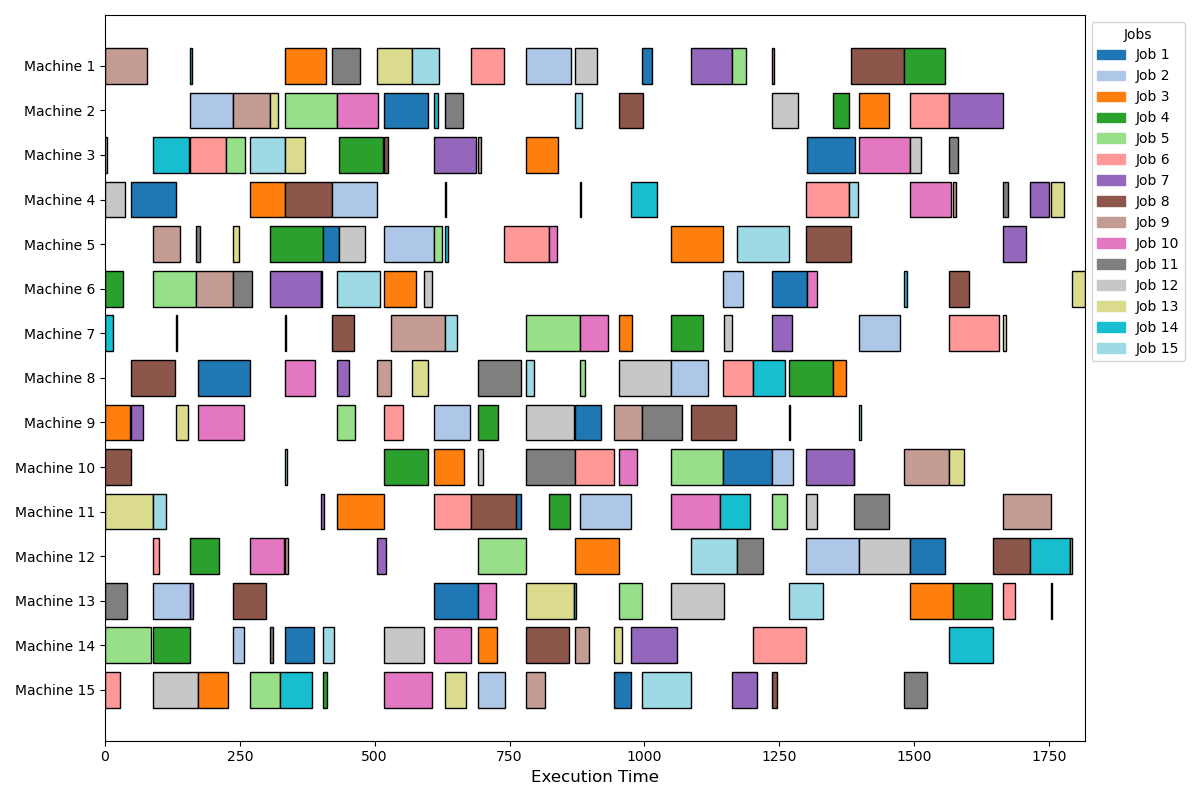 Machine 1
Machine 2
Machine 3
Machine 4
Machine 5
Machine 6
Machine 7
Machine 8
Machine 9
Machine 10
Machine 11
Machine 12
Machine 13
Machine 14
Machine 15
0 250 500 750 1000 1250 1500 1750
Execution Time
Jobs
Job 1
Job 2
Job 3
Job 4
Job 5
Job 6
Job 7
Job 8
Job 9
Job 10
Job 11
Job 12
Job 13
Job 14
Job 15